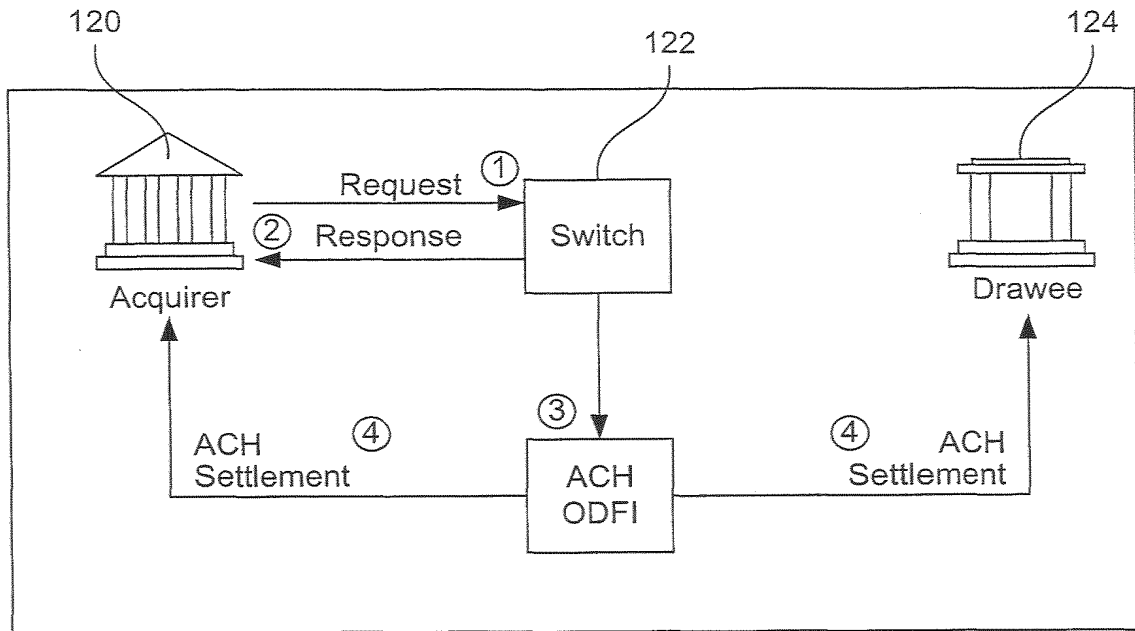 120
122
124
Request ①
② Response
Switch
Acquirer
Drawee
③
ACH
Settlement
④
ACH
ODFI
④
ACH
Settlement